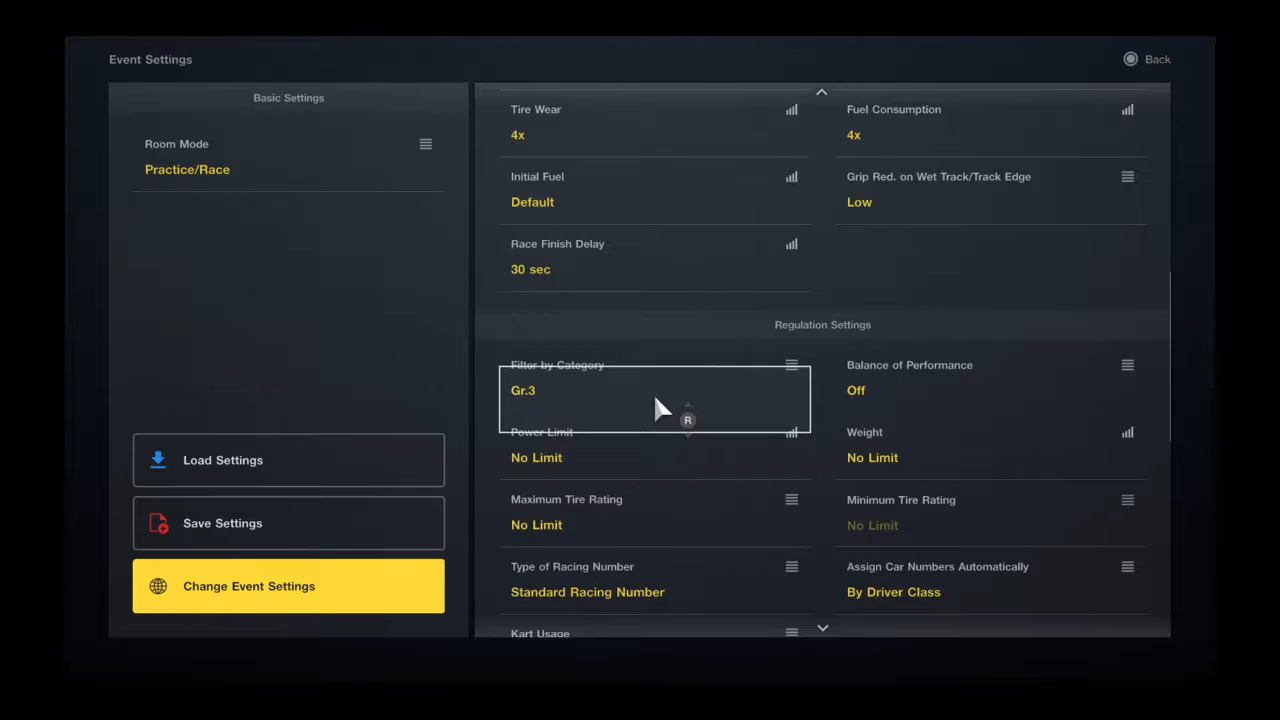 Event Settings
Back
Basic Settings
Room Mode
Practice/Race
Load Settings
Save Settings
Change Event Settings
Tire Wear
4x
Fuel Consumption
4x
Initial Fuel
Default
Grip Red. on Wet Track/Track Edge
Low
Race Finish Delay
30 sec
Regulation Settings
Filter by Category
Gr.3
Balance of Performance
Off
R
Power Limit
No Limit
Weight
No Limit
Maximum Tire Rating
No Limit
Minimum Tire Rating
No Limit
Type of Racing Number
Standard Racing Number
Assign Car Numbers Automatically
By Driver Class
Kart Usage